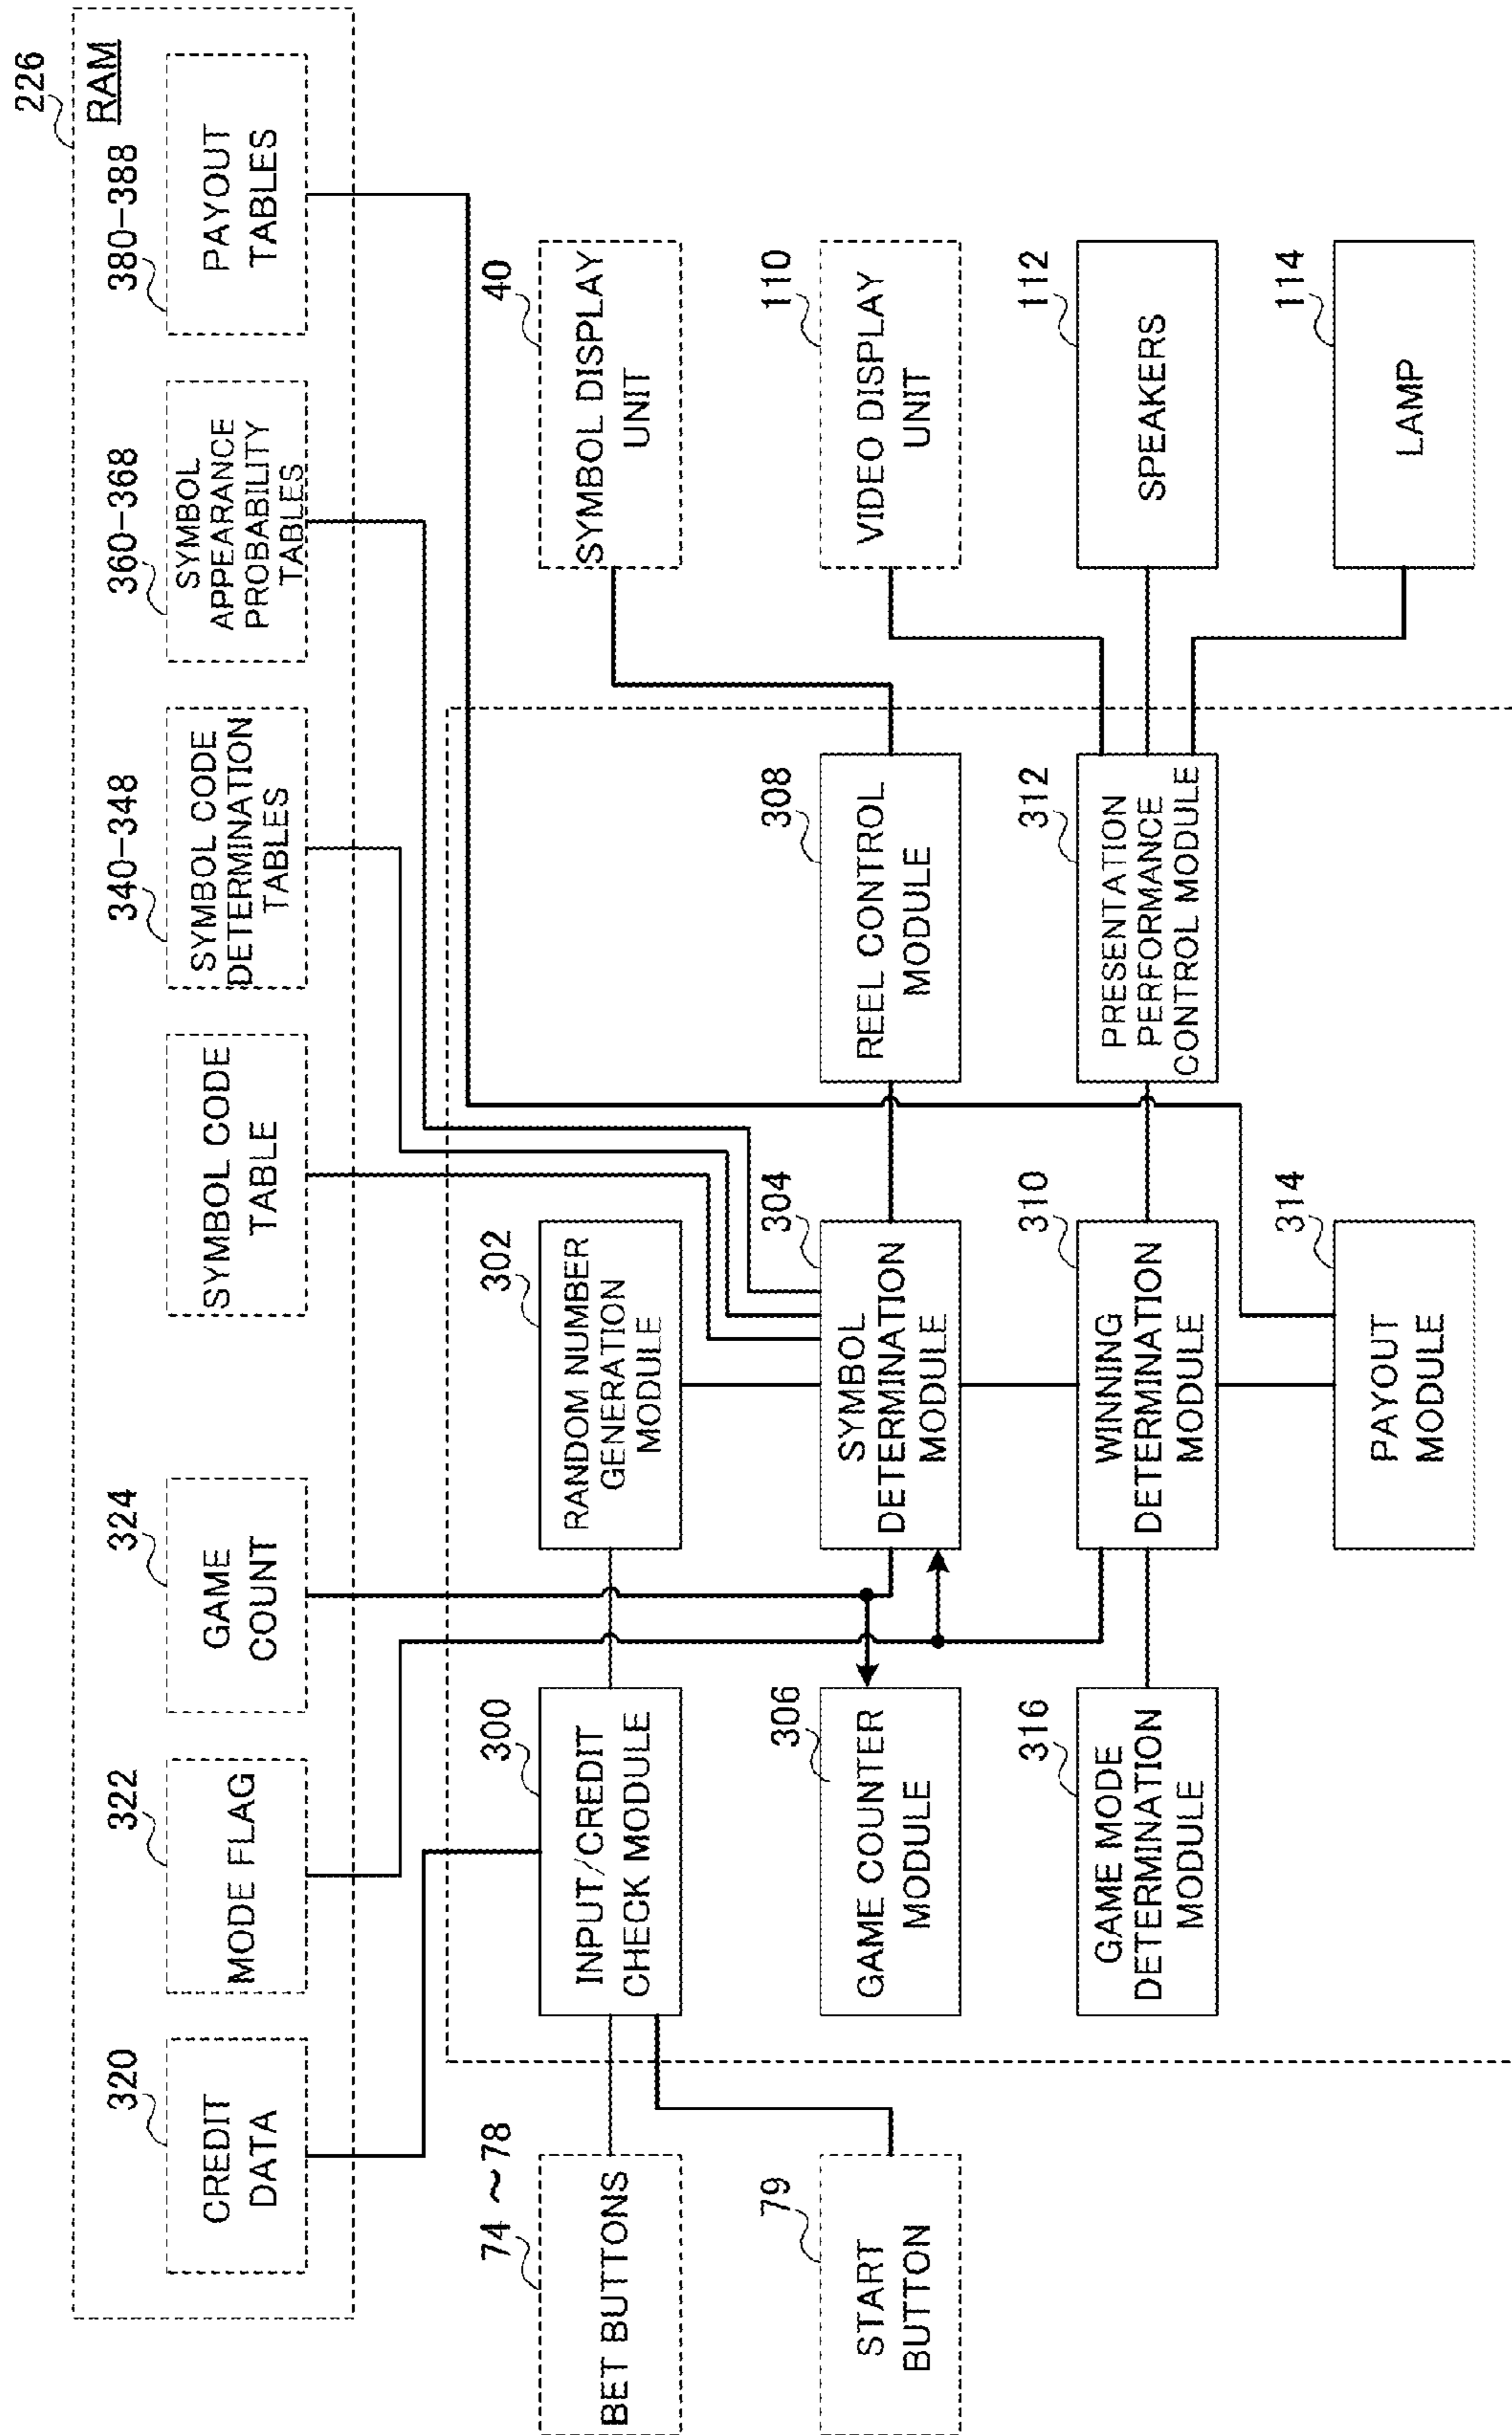 226
RAM
320
CREDIT
DATA
322
MODE FLAG
324
GAME
COUNT
SYMBOL CODE
TABLE
340-348
SYMBOL CODE
DETERMINATION
TABLES
360-368
SYMBOL
APPEARANCE
PROBABILITY
TABLES
380-388
PAYOUT
TABLES
74~78
BET BUTTONS
300
INPUT/CREDIT
CHECK MODULE
302
RANDOM NUMBER
GENERATION
MODULE
40
SYMBOL DISPLAY
UNIT
79
START
BUTTON
306
GAME COUNTER
MODULE
304
SYMBOL
DETERMINATION
MODULE
308
REEL CONTROL
MODULE
110
VIDEO DISPLAY
UNIT
316
GAME MODE
DETERMINATION
MODULE
310
WINNING
DETERMINATION
MODULE
312
PRESENTATION
PERFORMANCE
CONTROL MODULE
112
SPEAKERS
314
PAYOUT
MODULE
114
LAMP